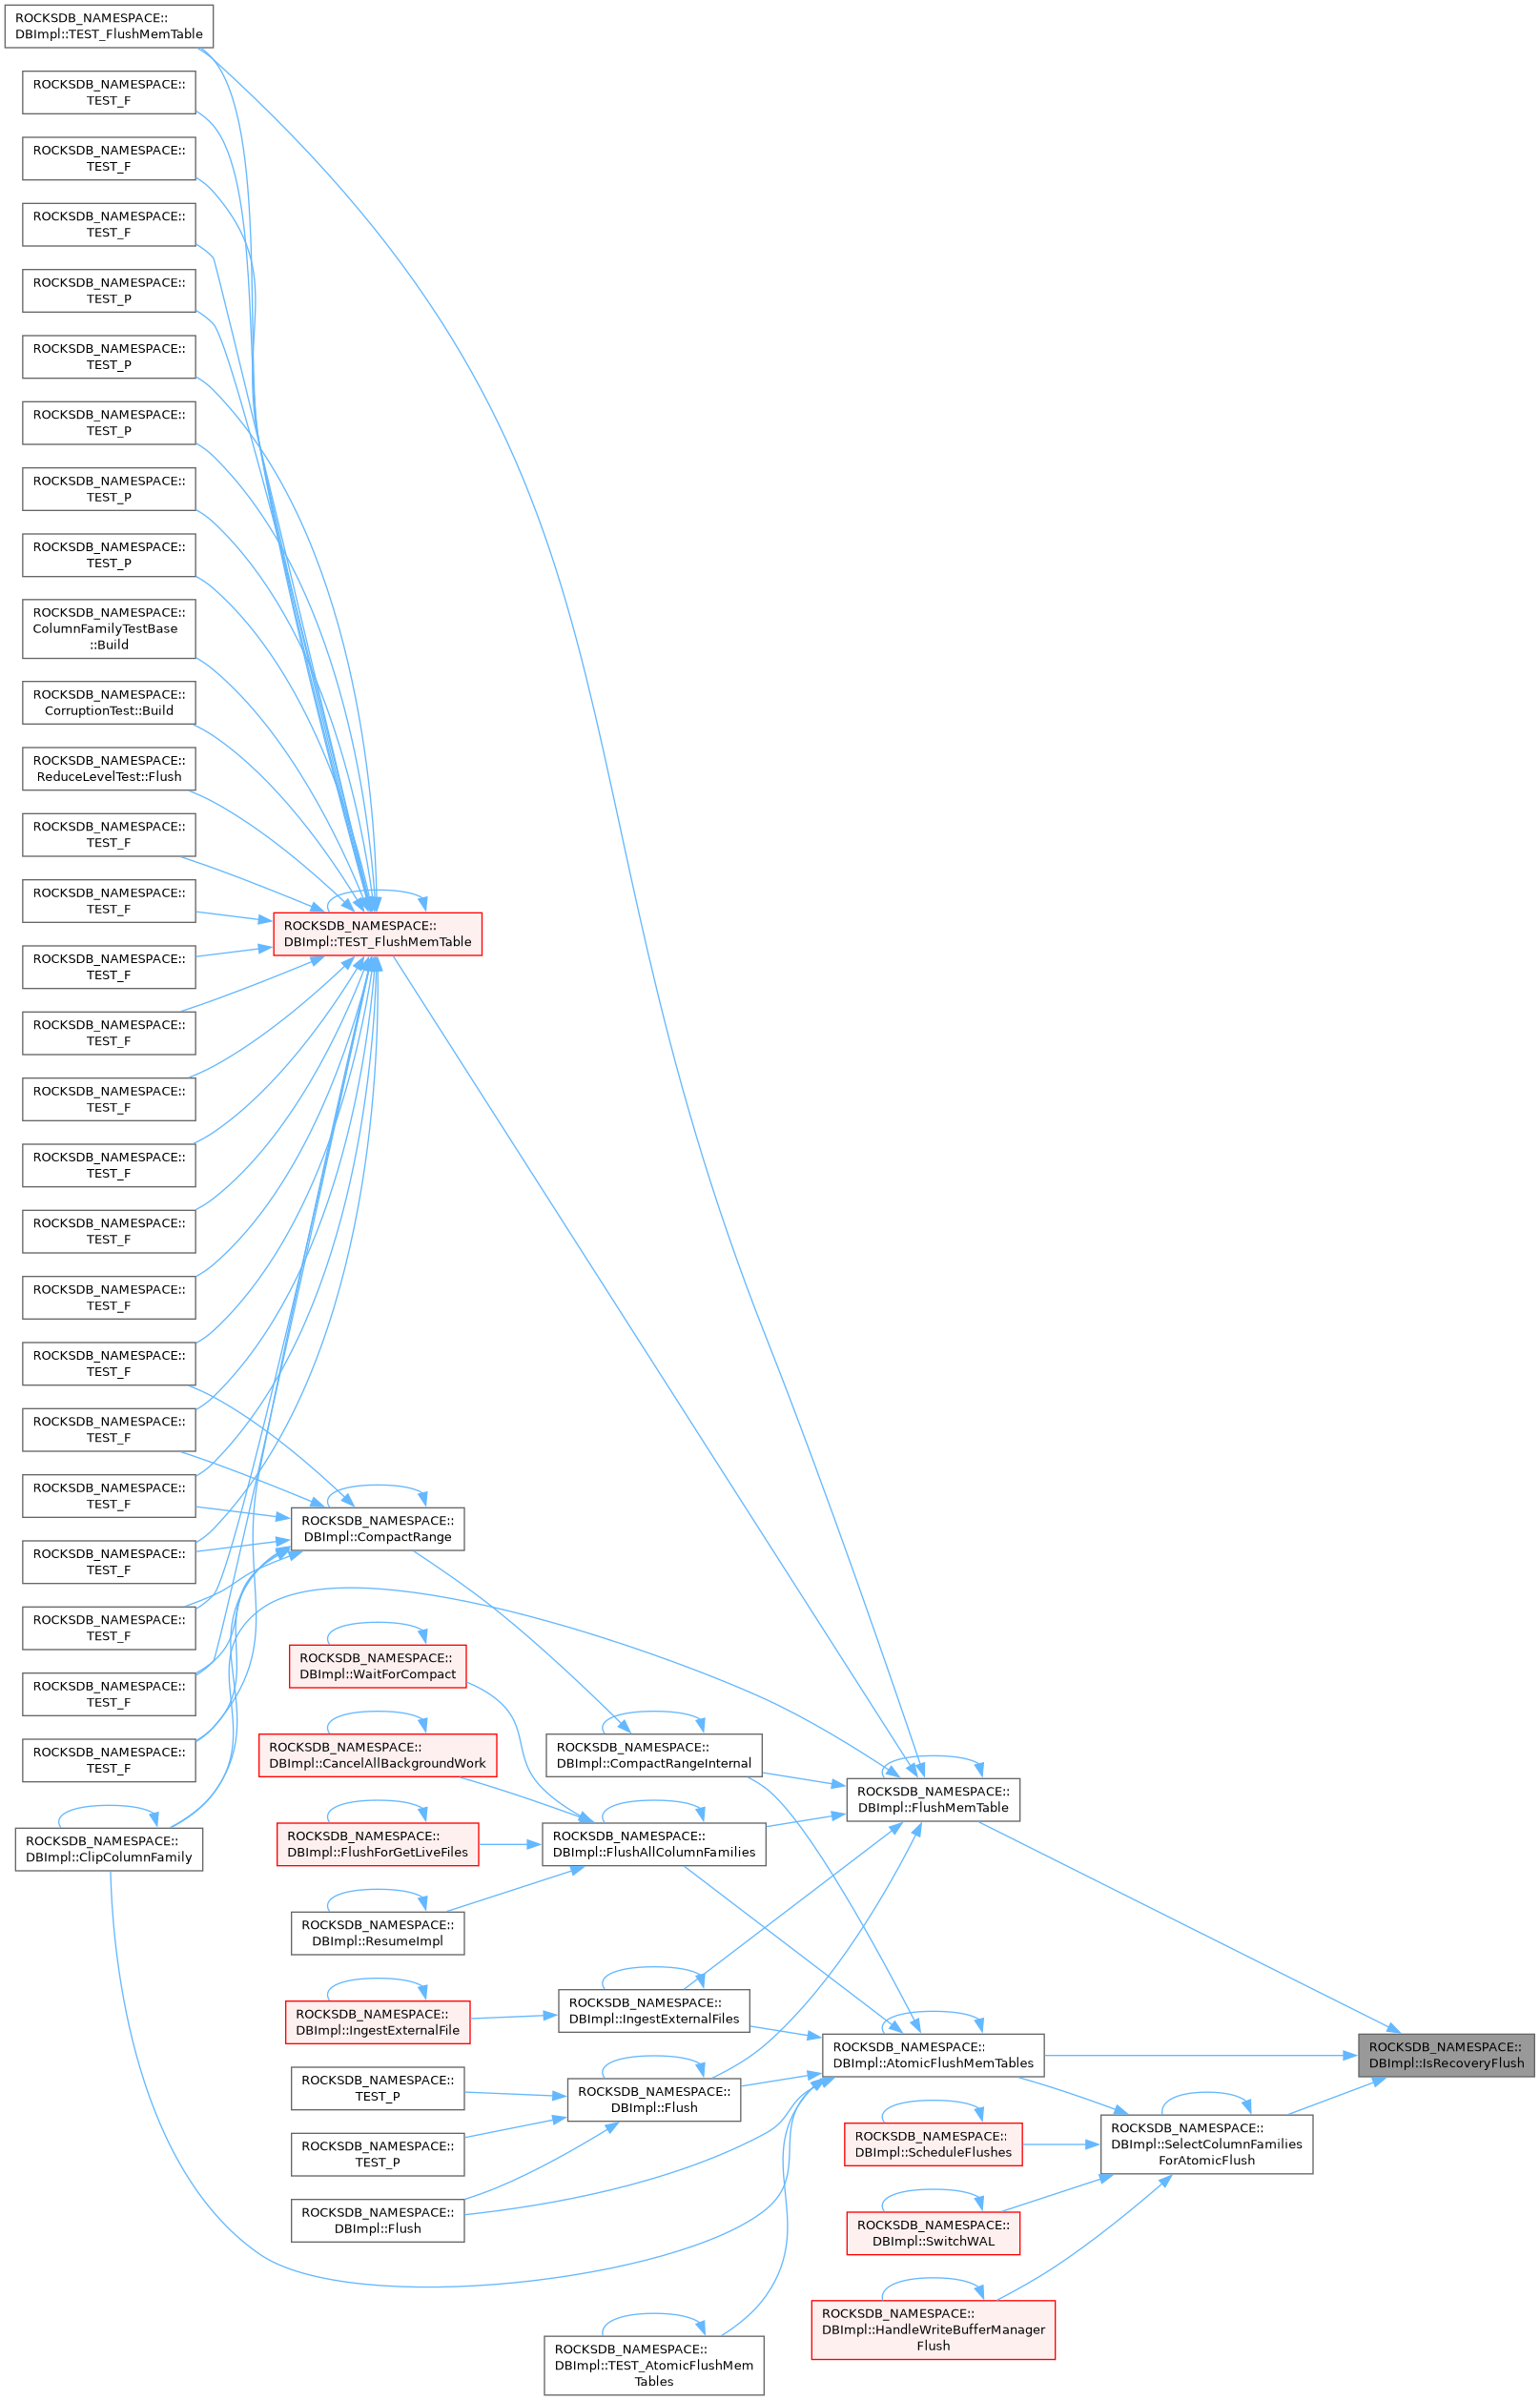 ROCKSDB_NAMESPACE::
DBImpl::TEST_FlushMemTable
ROCKSDB_NAMESPACE::
TEST_F
ROCKSDB_NAMESPACE::
TEST_F
ROCKSDB_NAMESPACE::
TEST_F
ROCKSDB_NAMESPACE::
TEST_P
ROCKSDB_NAMESPACE::
TEST_P
ROCKSDB_NAMESPACE::
TEST_P
ROCKSDB_NAMESPACE::
TEST_P
ROCKSDB_NAMESPACE::
TEST_P
ROCKSDB_NAMESPACE::
ColumnFamilyTestBase
::Build
ROCKSDB_NAMESPACE::
CorruptionTest::Build
ROCKSDB_NAMESPACE::
ReduceLevelTest::Flush
ROCKSDB_NAMESPACE::
TEST_F
ROCKSDB_NAMESPACE::
TEST_F
ROCKSDB_NAMESPACE::
TEST_F
ROCKSDB_NAMESPACE::
TEST_F
ROCKSDB_NAMESPACE::
TEST_F
ROCKSDB_NAMESPACE::
TEST_F
ROCKSDB_NAMESPACE::
TEST_F
ROCKSDB_NAMESPACE::
TEST_F
ROCKSDB_NAMESPACE::
TEST_F
ROCKSDB_NAMESPACE::
TEST_F
ROCKSDB_NAMESPACE::
TEST_F
ROCKSDB_NAMESPACE::
TEST_F
ROCKSDB_NAMESPACE::
TEST_F
ROCKSDB_NAMESPACE::
TEST_F
ROCKSDB_NAMESPACE::
TEST_F
ROCKSDB_NAMESPACE::
DBImpl::ClipColumnFamily
ROCKSDB_NAMESPACE::
DBImpl::TEST_FlushMemTable
ROCKSDB_NAMESPACE::
DBImpl::CompactRange
ROCKSDB_NAMESPACE::
DBImpl::WaitForCompact
ROCKSDB_NAMESPACE::
DBImpl::CancelAllBackgroundWork
ROCKSDB_NAMESPACE::
DBImpl::FlushForGetLiveFiles
ROCKSDB_NAMESPACE::
DBImpl::ResumeImpl
ROCKSDB_NAMESPACE::
DBImpl::IngestExternalFile
ROCKSDB_NAMESPACE::
TEST_P
ROCKSDB_NAMESPACE::
TEST_P
ROCKSDB_NAMESPACE::
DBImpl::Flush
ROCKSDB_NAMESPACE::
DBImpl::CompactRangeInternal
ROCKSDB_NAMESPACE::
DBImpl::FlushAllColumnFamilies
ROCKSDB_NAMESPACE::
DBImpl::IngestExternalFiles
ROCKSDB_NAMESPACE::
DBImpl::Flush
ROCKSDB_NAMESPACE::
DBImpl::TEST_AtomicFlushMem
Tables
ROCKSDB_NAMESPACE::
DBImpl::FlushMemTable
ROCKSDB_NAMESPACE::
DBImpl::AtomicFlushMemTables
ROCKSDB_NAMESPACE::
DBImpl::ScheduleFlushes
ROCKSDB_NAMESPACE::
DBImpl::SwitchWAL
ROCKSDB_NAMESPACE::
DBImpl::HandleWriteBufferManager
Flush
ROCKSDB_NAMESPACE::
DBImpl::SelectColumnFamilies
ForAtomicFlush
ROCKSDB_NAMESPACE::
DBImpl::IsRecoveryFlush